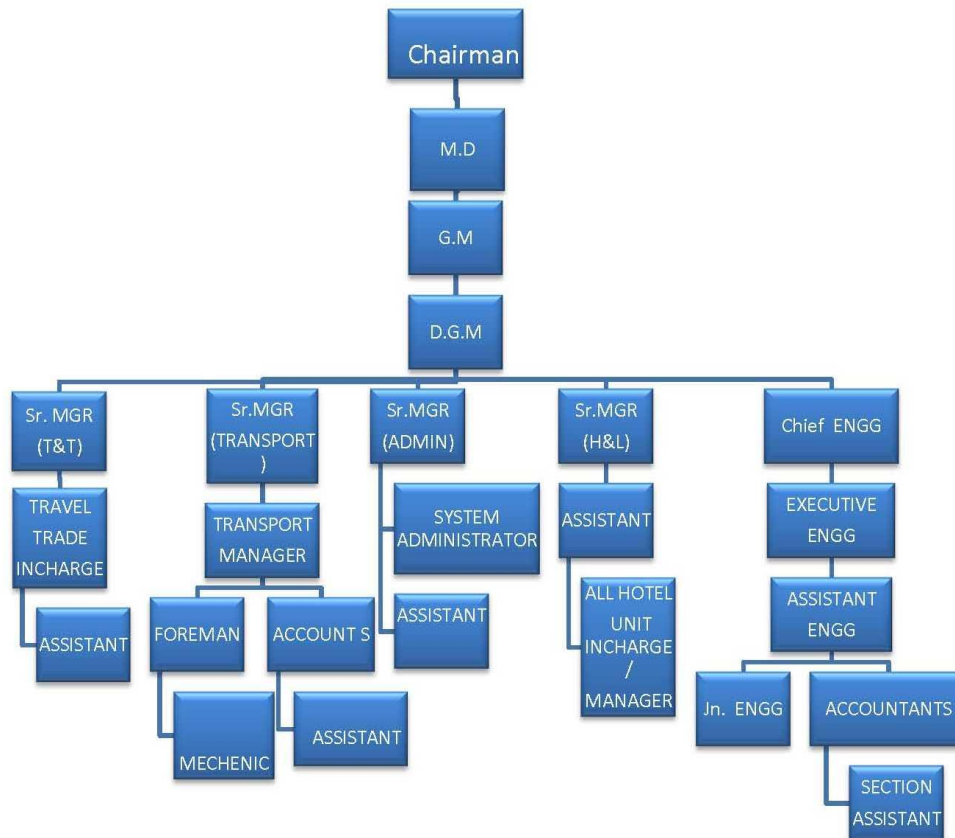 Chairman
M.D
G.M
D.G.M
Sr. MGR
(T&T)
Sr.MGR
(TRANSPORT
)
Sr.MGR
(ADMIN)
Sr.MGR
(H&L)
Chief ENGG
TRAVEL
TRADE
INCHARGE
TRANSPORT
MANAGER
SYSTEM
ADMINISTRATOR
ASSISTANT
EXECUTIVE
ENGG
ASSISTANT
FOREMAN
ACCOUNT S
ASSISTANT
ALL HOTEL
UNIT
INCHARGE
/
MANAGER
ASSISTANT
ENGG
MECHENIC
ASSISTANT
Jn. ENGG
ACCOUNTANTS
SECTION
ASSISTANT